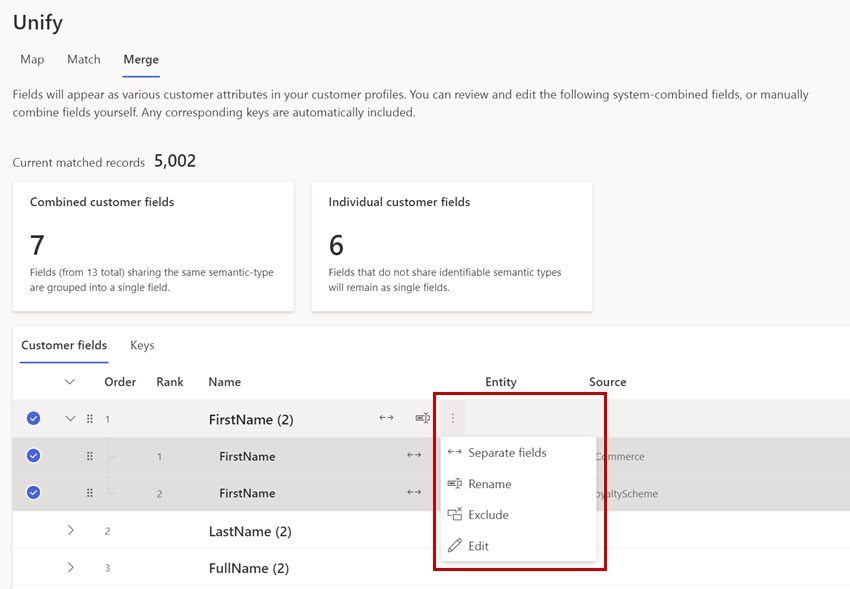 Unify
Map Match Merge
Fields will appear as various customer attributes in your customer profiles. You can review and edit the following system-combined fields, or manually
combine fields yourself. Any corresponding keys are automatically included.
Current matched records 5,002
Combined customer fields
7
Fields (from 13 total) sharing the same semantic-type
are grouped into a single field.
Individual customer fields
6
Fields that do not share identifiable semantic types
will remain as single fields.
Customer fields Keys
Order Rank Name Entity Source
1 FirstName (2)
1 FirstName
2 FirstName
2 LastName (2)
3 FullName (2)
Separate fields
Rename
Exclude
Edit